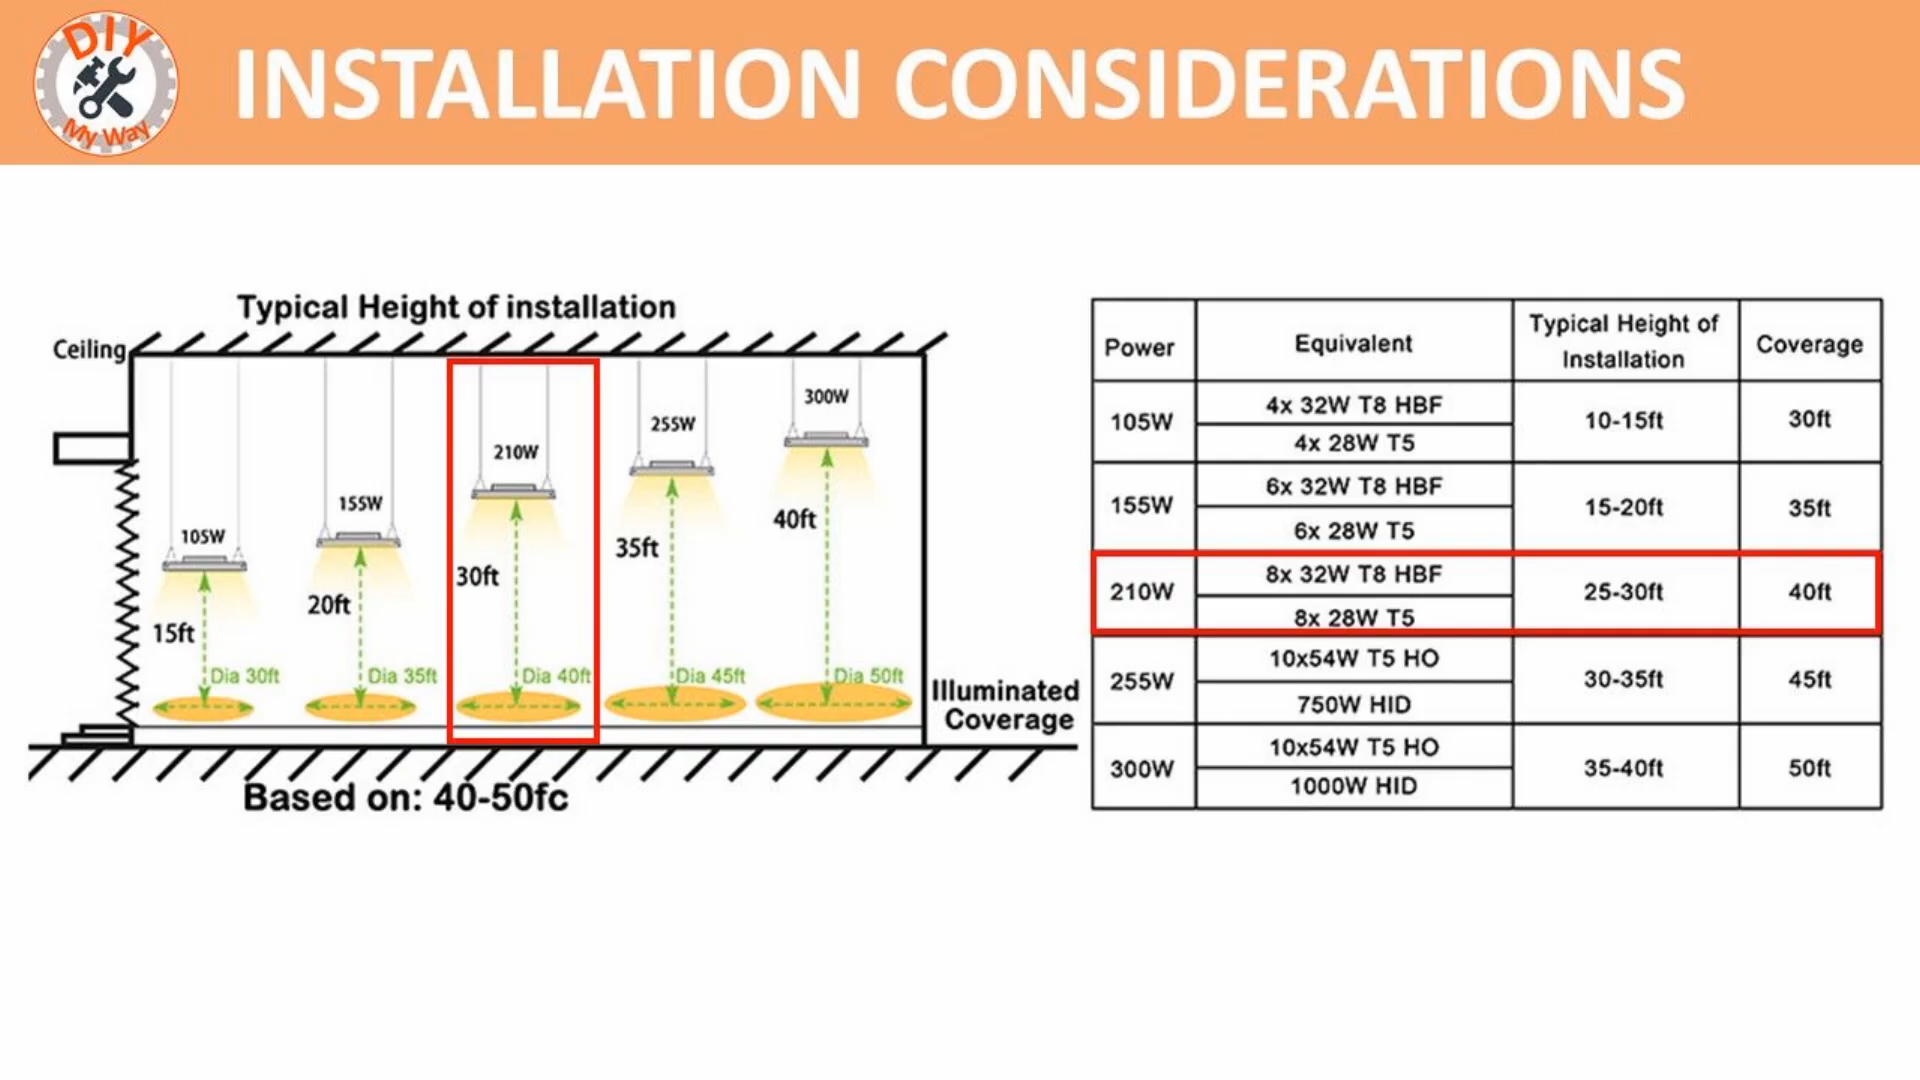 DIY
My Way
INSTALLATION CONSIDERATIONS
Typical Height of installation
Ceiling
105W
155W
210W
255W
300W
15ft
20ft
30ft
35ft
40ft
Dia 30ft
Dia 35ft
Dia 40ft
Dia 45ft
Dia 50ft
Illuminated
Coverage
Based on: 40-50fc
Power Equivalent Typical Height of
Installation Coverage
105W 4x 32W T8 HBF 10-15ft 30ft
4x 28W T5
155W 6x 32W T8 HBF 15-20ft 35ft
6x 28W T5
210W 8x 32W T8 HBF 25-30ft 40ft
8x 28W T5
255W 10x54W T5 HO 30-35ft 45ft
750W HID
300W 10x54W T5 HO 35-40ft 50ft
1000W HID